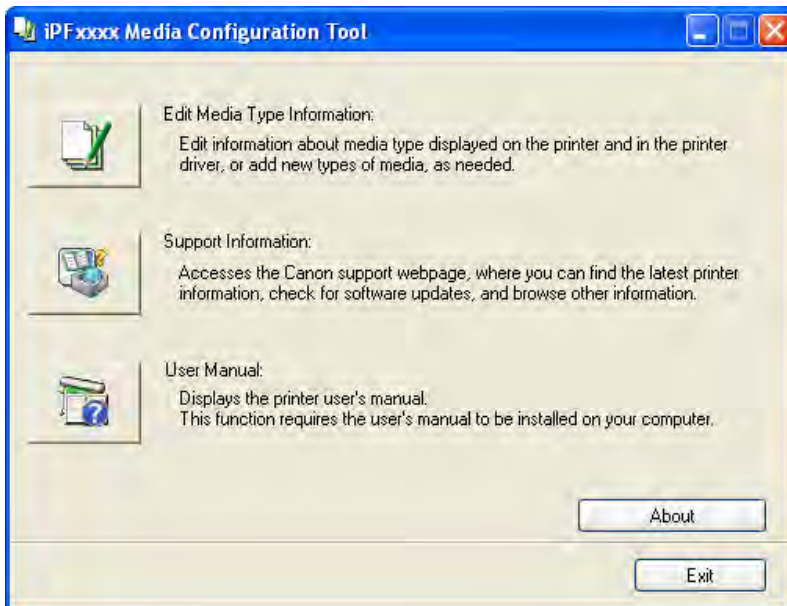 iPFxxxx Media Configuration Tool
Edit Media Type Information:
Edit information about media type displayed on the printer and in the printer
driver, or add new types of media, as needed.
Support Information:
Accesses the Canon support webpage, where you can find the latest printer
information, check for software updates, and browse other information.
User Manual:
Displays the printer user's manual.
This function requires the user's manual to be installed on your computer.
About
Exit